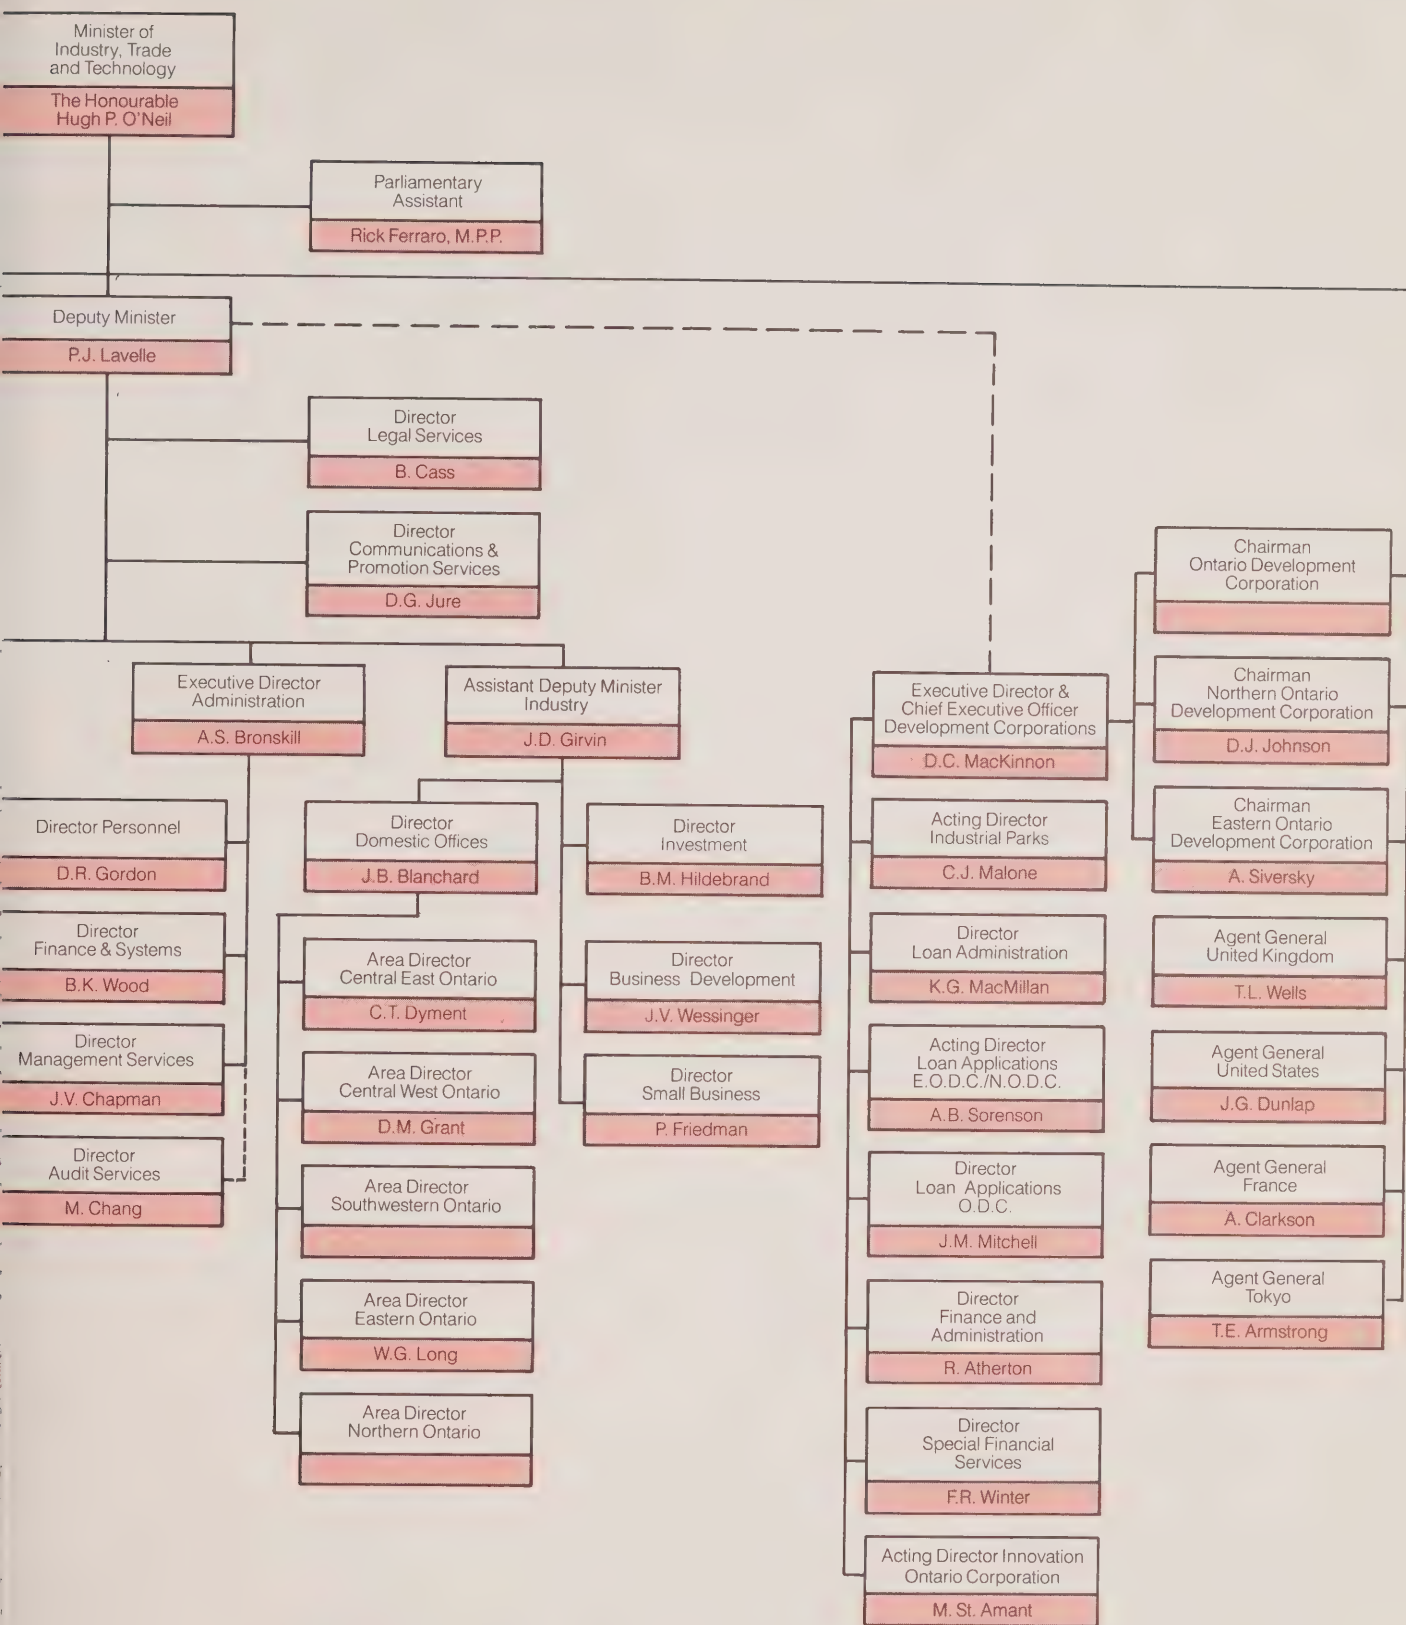 Minister of
Industry, Trade
and Technology
The Honourable
Hugh P. O'Neil
Parliamentary
Assistant
Rick Ferraro, M.P.P.
Deputy Minister
P.J. Lavelle
Director
Legal Services
B. Cass
Director
Communications &
Promotion Services
D.G. Jure
Executive Director
Administration
A.S. Bronskill
Director Personnel
D.R. Gordon
Director
Finance & Systems
B.K. Wood
Director
Management Services
J.V. Chapman
Director
Audit Services
M. Chang
Assistant Deputy Minister
Industry
J.D. Girvin
Director
Domestic Offices
J.B. Blanchard
Area Director
Central East Ontario
C.T. Dyment
Area Director
Central West Ontario
D.M. Grant
Area Director
Southwestern Ontario
Area Director
Eastern Ontario
W.G. Long
Area Director
Northern Ontario
Director
Investment
B.M. Hildebrand
Director
Business Development
J.V. Wessinger
Director
Small Business
P. Friedman
Executive Director &
Chief Executive Officer
Development Corporations
D.C. MacKinnon
Acting Director
Industrial Parks
C.J. Malone
Director
Loan Administration
K.G. MacMillan
Acting Director
Loan Applications
E.O.D.C./N.O.D.C.
A.B. Sorenson
Director
Loan Applications
O.D.C.
J.M. Mitchell
Director
Finance and
Administration
R. Atherton
Director
Special Financial
Services
F.R. Winter
Acting Director Innovation
Ontario Corporation
M. St. Amant
Chairman
Ontario Development
Corporation
Chairman
Northern Ontario
Development Corporation
D.J. Johnson
Chairman
Eastern Ontario
Development Corporation
A. Siversky
Agent General
United Kingdom
T.L. Wells
Agent General
United States
J.G. Dunlap
Agent General
France
A. Clarkson
Agent General
Tokyo
T.E. Armstrong